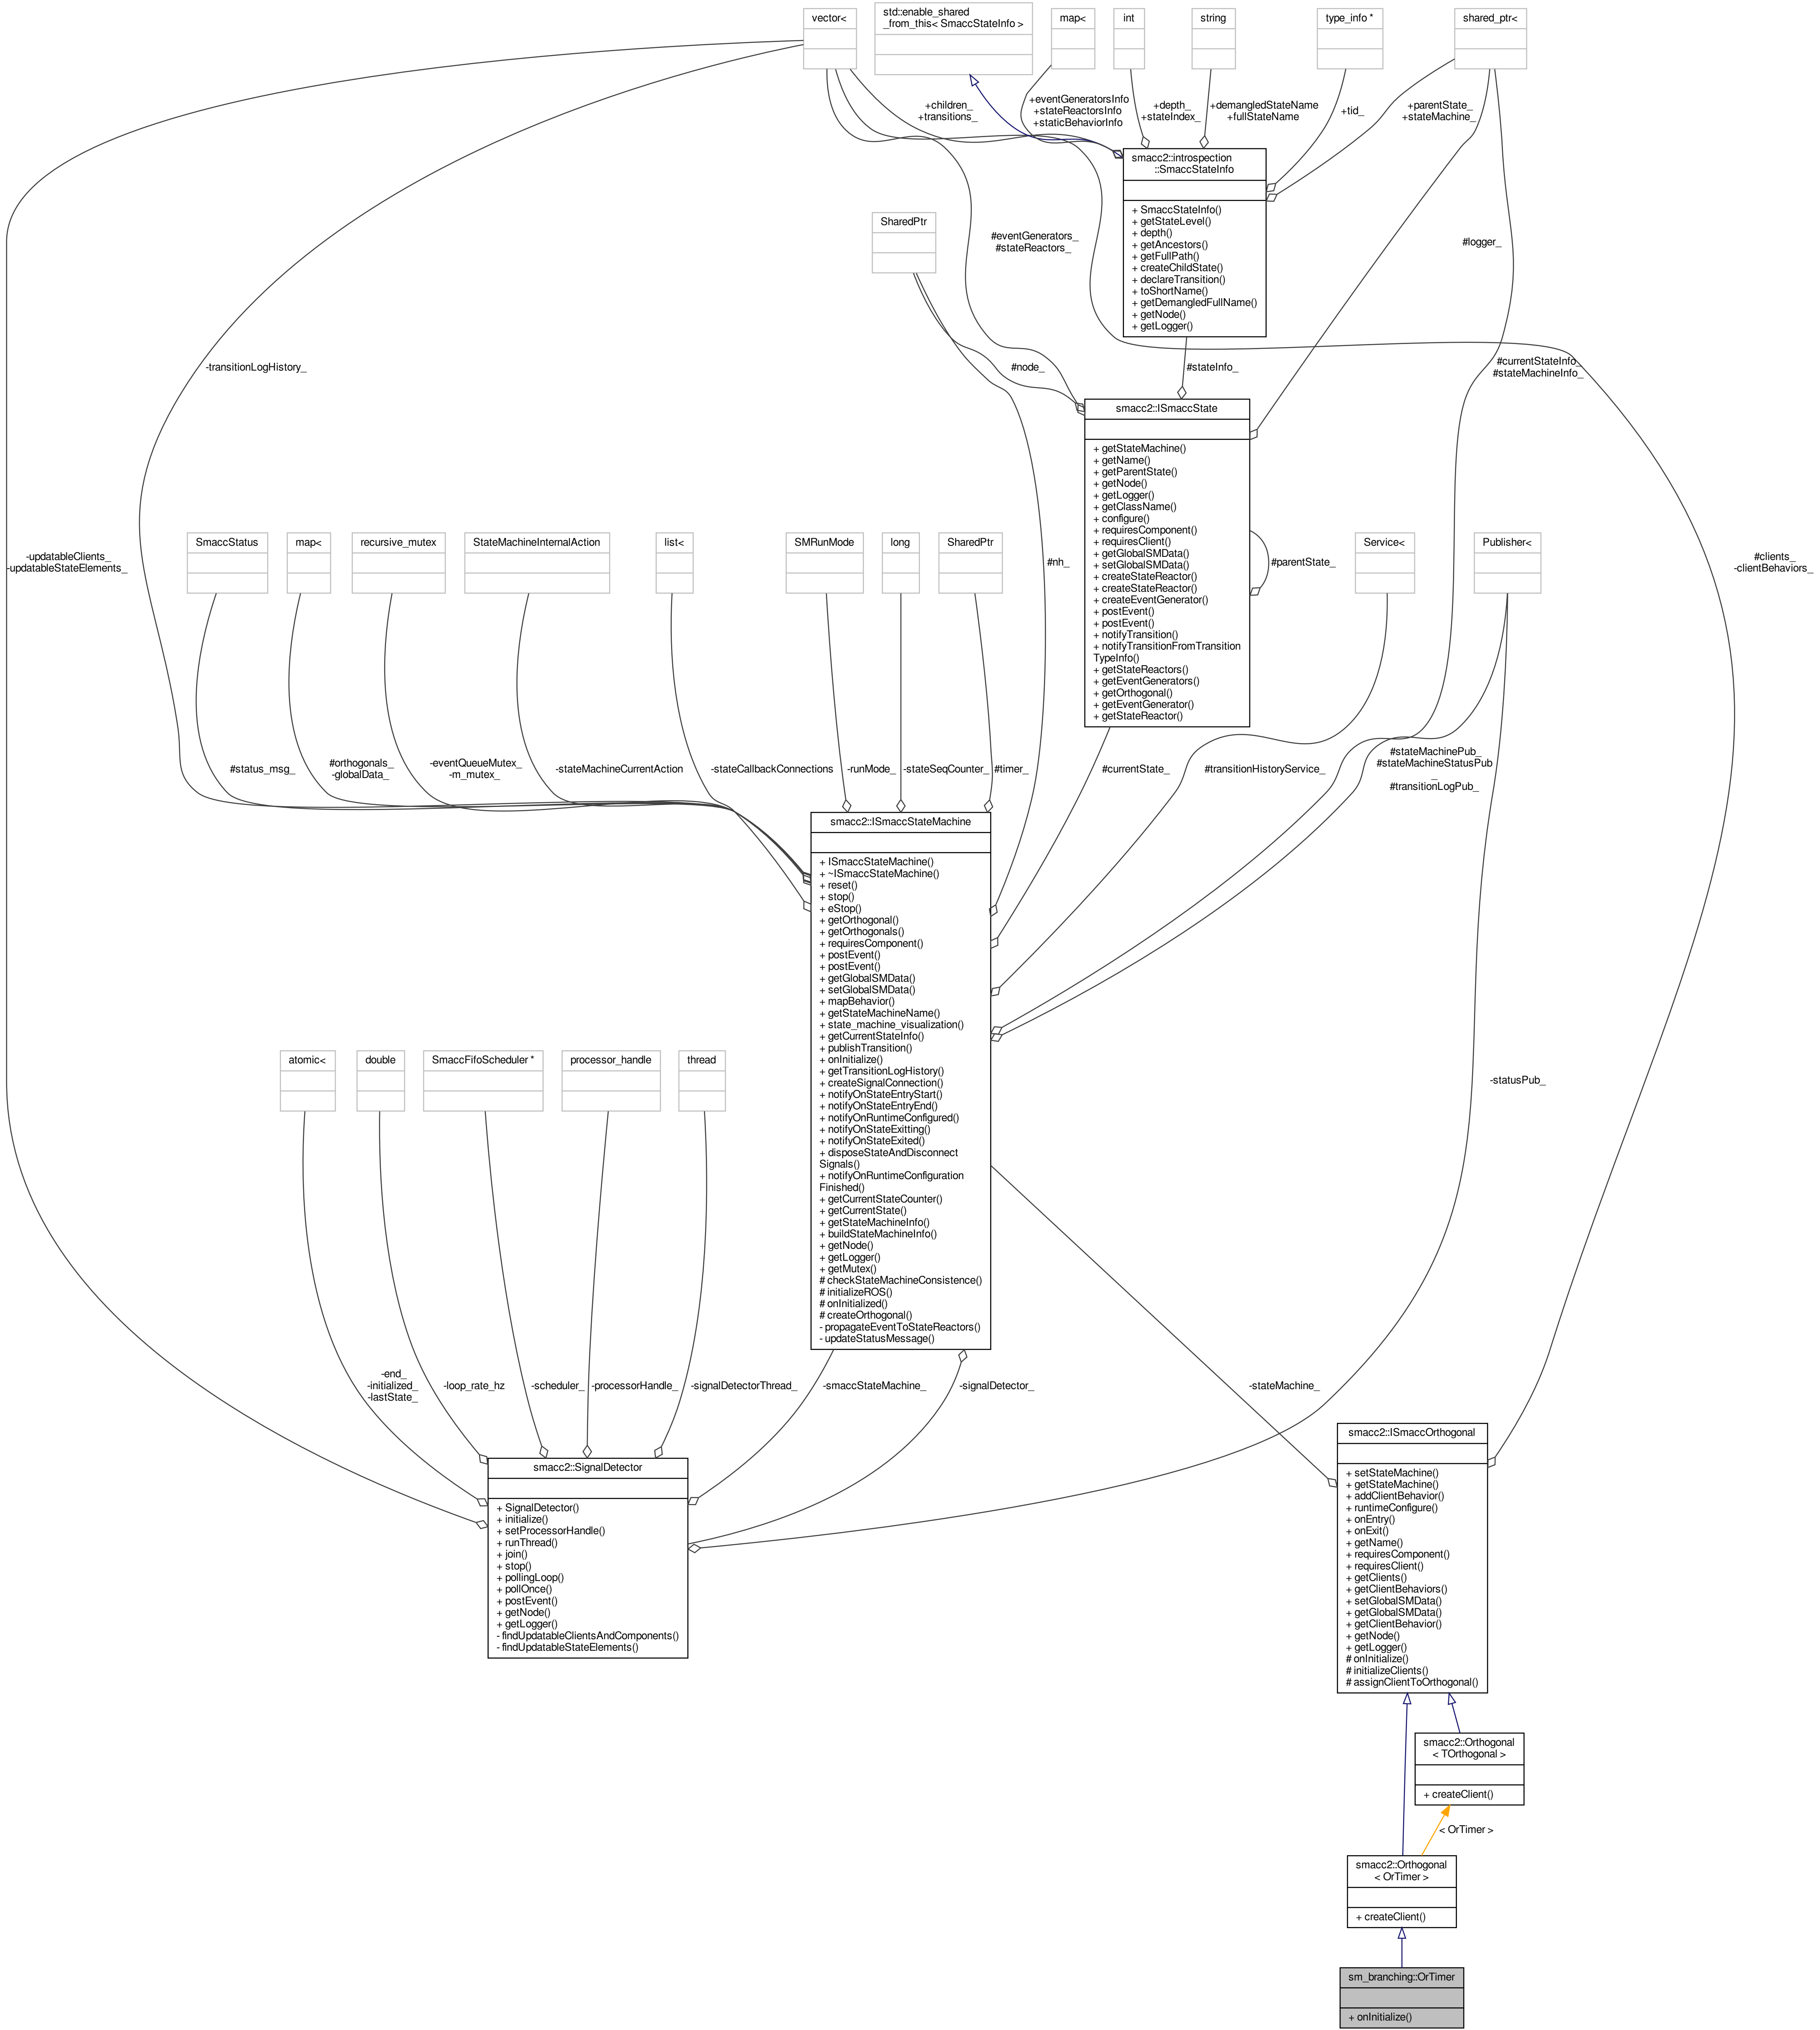 vector<
std::enable_shared
_from_this< SmaccStateInfo >
map<
int
string
type_info *
shared_ptr<
+children_
+transitions_
+eventGeneratorsInfo
+stateReactorsInfo
+staticBehaviorInfo
+depth_
+stateIndex_
+demangledStateName
+fullStateName
+tid_
+parentState_
+stateMachine_
smacc2::introspection
::SmaccStateInfo
+ SmaccStateInfo()
+ getStateLevel()
+ depth()
+ getAncestors()
+ getFullPath()
+ createChildState()
+ declareTransition()
+ toShortName()
+ getDemangledFullName()
+ getNode()
+ getLogger()
SharedPtr
#eventGenerators_
#stateReactors_
#logger_
-transitionLogHistory_
#node_
#stateInfo_
#currentStateInfo_
#stateMachineInfo_
smacc2::ISmaccState
+ getStateMachine()
+ getName()
+ getParentState()
+ getNode()
+ getLogger()
+ getClassName()
+ configure()
+ requiresComponent()
+ requiresClient()
+ getGlobalSMData()
+ setGlobalSMData()
+ createStateReactor()
+ createStateReactor()
+ createEventGenerator()
+ postEvent()
+ postEvent()
+ notifyTransition()
+ notifyTransitionFromTransition
TypeInfo()
+ getStateReactors()
+ getEventGenerators()
+ getOrthogonal()
+ getEventGenerator()
+ getStateReactor()
-updatableClients_
-updatableStateElements_
SmaccStatus
map<
recursive_mutex
StateMachineInternalAction
list<
SMRunMode
long
SharedPtr
#nh_
#parentState_
Service<
Publisher<
#clients_
-clientBehaviors_
#status_msg_
#orthogonals_
-globalData_
-eventQueueMutex_
-m_mutex_
-stateMachineCurrentAction
-stateCallbackConnections
-runMode_
-stateSeqCounter_
#timer_
#currentState_
#transitionHistoryService_
#stateMachinePub_
#stateMachineStatusPub
_
#transitionLogPub_
smacc2::ISmaccStateMachine
+ ISmaccStateMachine()
+ ~ISmaccStateMachine()
+ reset()
+ stop()
+ eStop()
+ getOrthogonal()
+ getOrthogonals()
+ requiresComponent()
+ postEvent()
+ postEvent()
+ getGlobalSMData()
+ setGlobalSMData()
+ mapBehavior()
+ getStateMachineName()
+ state_machine_visualization()
+ getCurrentStateInfo()
+ publishTransition()
+ onInitialize()
+ getTransitionLogHistory()
+ createSignalConnection()
+ notifyOnStateEntryStart()
+ notifyOnStateEntryEnd()
+ notifyOnRuntimeConfigured()
+ notifyOnStateExitting()
+ notifyOnStateExited()
+ disposeStateAndDisconnect
Signals()
+ notifyOnRuntimeConfiguration
Finished()
+ getCurrentStateCounter()
+ getCurrentState()
+ getStateMachineInfo()
+ buildStateMachineInfo()
+ getNode()
+ getLogger()
+ getMutex()
# checkStateMachineConsistence()
# initializeROS()
# onInitialized()
# createOrthogonal()
- propagateEventToStateReactors()
- updateStatusMessage()
atomic<
double
SmaccFifoScheduler *
processor_handle
thread
-statusPub_
-end_
-initialized_
-lastState_
-loop_rate_hz
-scheduler_
-processorHandle_
-signalDetectorThread_
-smaccStateMachine_
-signalDetector_
-stateMachine_
smacc2::SignalDetector
+ SignalDetector()
+ initialize()
+ setProcessorHandle()
+ runThread()
+ join()
+ stop()
+ pollingLoop()
+ pollOnce()
+ postEvent()
+ getNode()
+ getLogger()
- findUpdatableClientsAndComponents()
- findUpdatableStateElements()
smacc2::ISmaccOrthogonal
+ setStateMachine()
+ getStateMachine()
+ addClientBehavior()
+ runtimeConfigure()
+ onEntry()
+ onExit()
+ getName()
+ requiresComponent()
+ requiresClient()
+ getClients()
+ getClientBehaviors()
+ setGlobalSMData()
+ getGlobalSMData()
+ getClientBehavior()
+ getNode()
+ getLogger()
# onInitialize()
# initializeClients()
# assignClientToOrthogonal()
smacc2::Orthogonal
< TOrthogonal >
+ createClient()
< OrTimer >
smacc2::Orthogonal
< OrTimer >
+ createClient()
sm_branching::OrTimer
+ onInitialize()